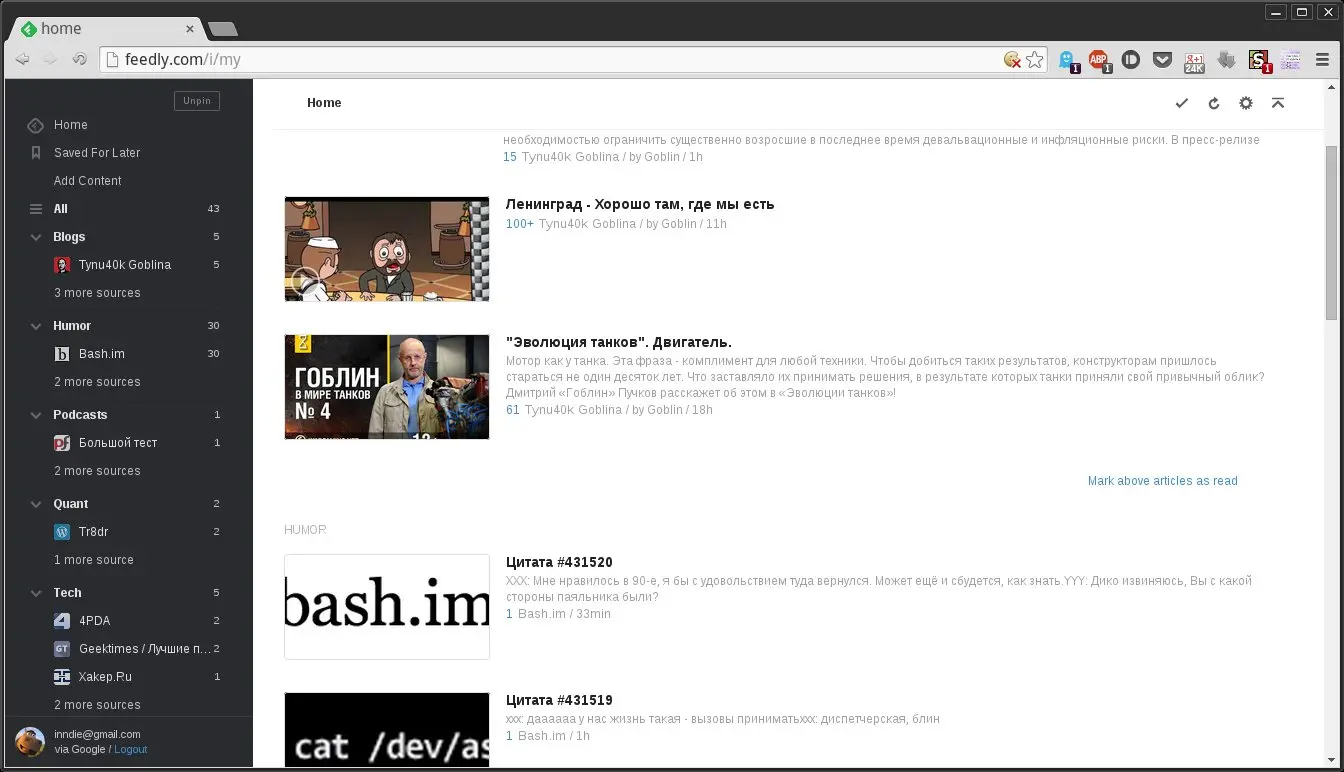 home
feedly.com/i/my
1
ABP
1
g+1
24K
S
1
Unpin
Home
Saved For Later
Add Content
All 43
Blogs 5
Tynu40k Goblina 5
3 more sources
Humor 30
b Bash.im 30
2 more sources
Podcasts 1
Большой тест 1
2 more sources
Quant 2
Tr8dr 2
1 more source
Tech 5
4 4PDA 2
GT Geektimes / Лучшие п... 2
Xakep.Ru 1
2 more sources
inndie@gmail.com
via Google / Logout
Home
необходимостью ограничить существенно возросшие в последнее время девальвационные и инфляционные риски. В пресс-релизе
15 Tynu40k Goblina / by Goblin / 1h
Ленинград - Хорошо там, где мы есть
100+ Tynu40k Goblina / by Goblin / 11h
ГОБЛИН
В МИРЕ ТАНКОВ
№ 4
"Эволюция танков". Двигатель.
Мотор как у танка. Эта фраза - комплимент для любой техники. Чтобы добиться таких результатов, конструкторам пришлось
стараться не один десяток лет. Что заставляло их принимать решения, в результате которых танки приняли свой привычный облик?
Дмитрий «Гоблин» Пучков расскажет об этом в «Эволюции танков»!
61 Tynu40k Goblina / by Goblin / 18h
Mark above articles as read
HUMOR
bash.im
Цитата #431520
XXX: Мне нравилось в 90-е, я бы с удовольствием туда вернулся. Может ещё и сбудется, как знать.YYY: Дико извиняюсь, Вы с какой
стороны паяльника были?
1 Bash.im / 33min
cat /dev/as
Цитата #431519
xxx: даааааа у нас жизнь такая - вызовы приниматьxxx: диспетчерская, блин
1 Bash.im / 1h